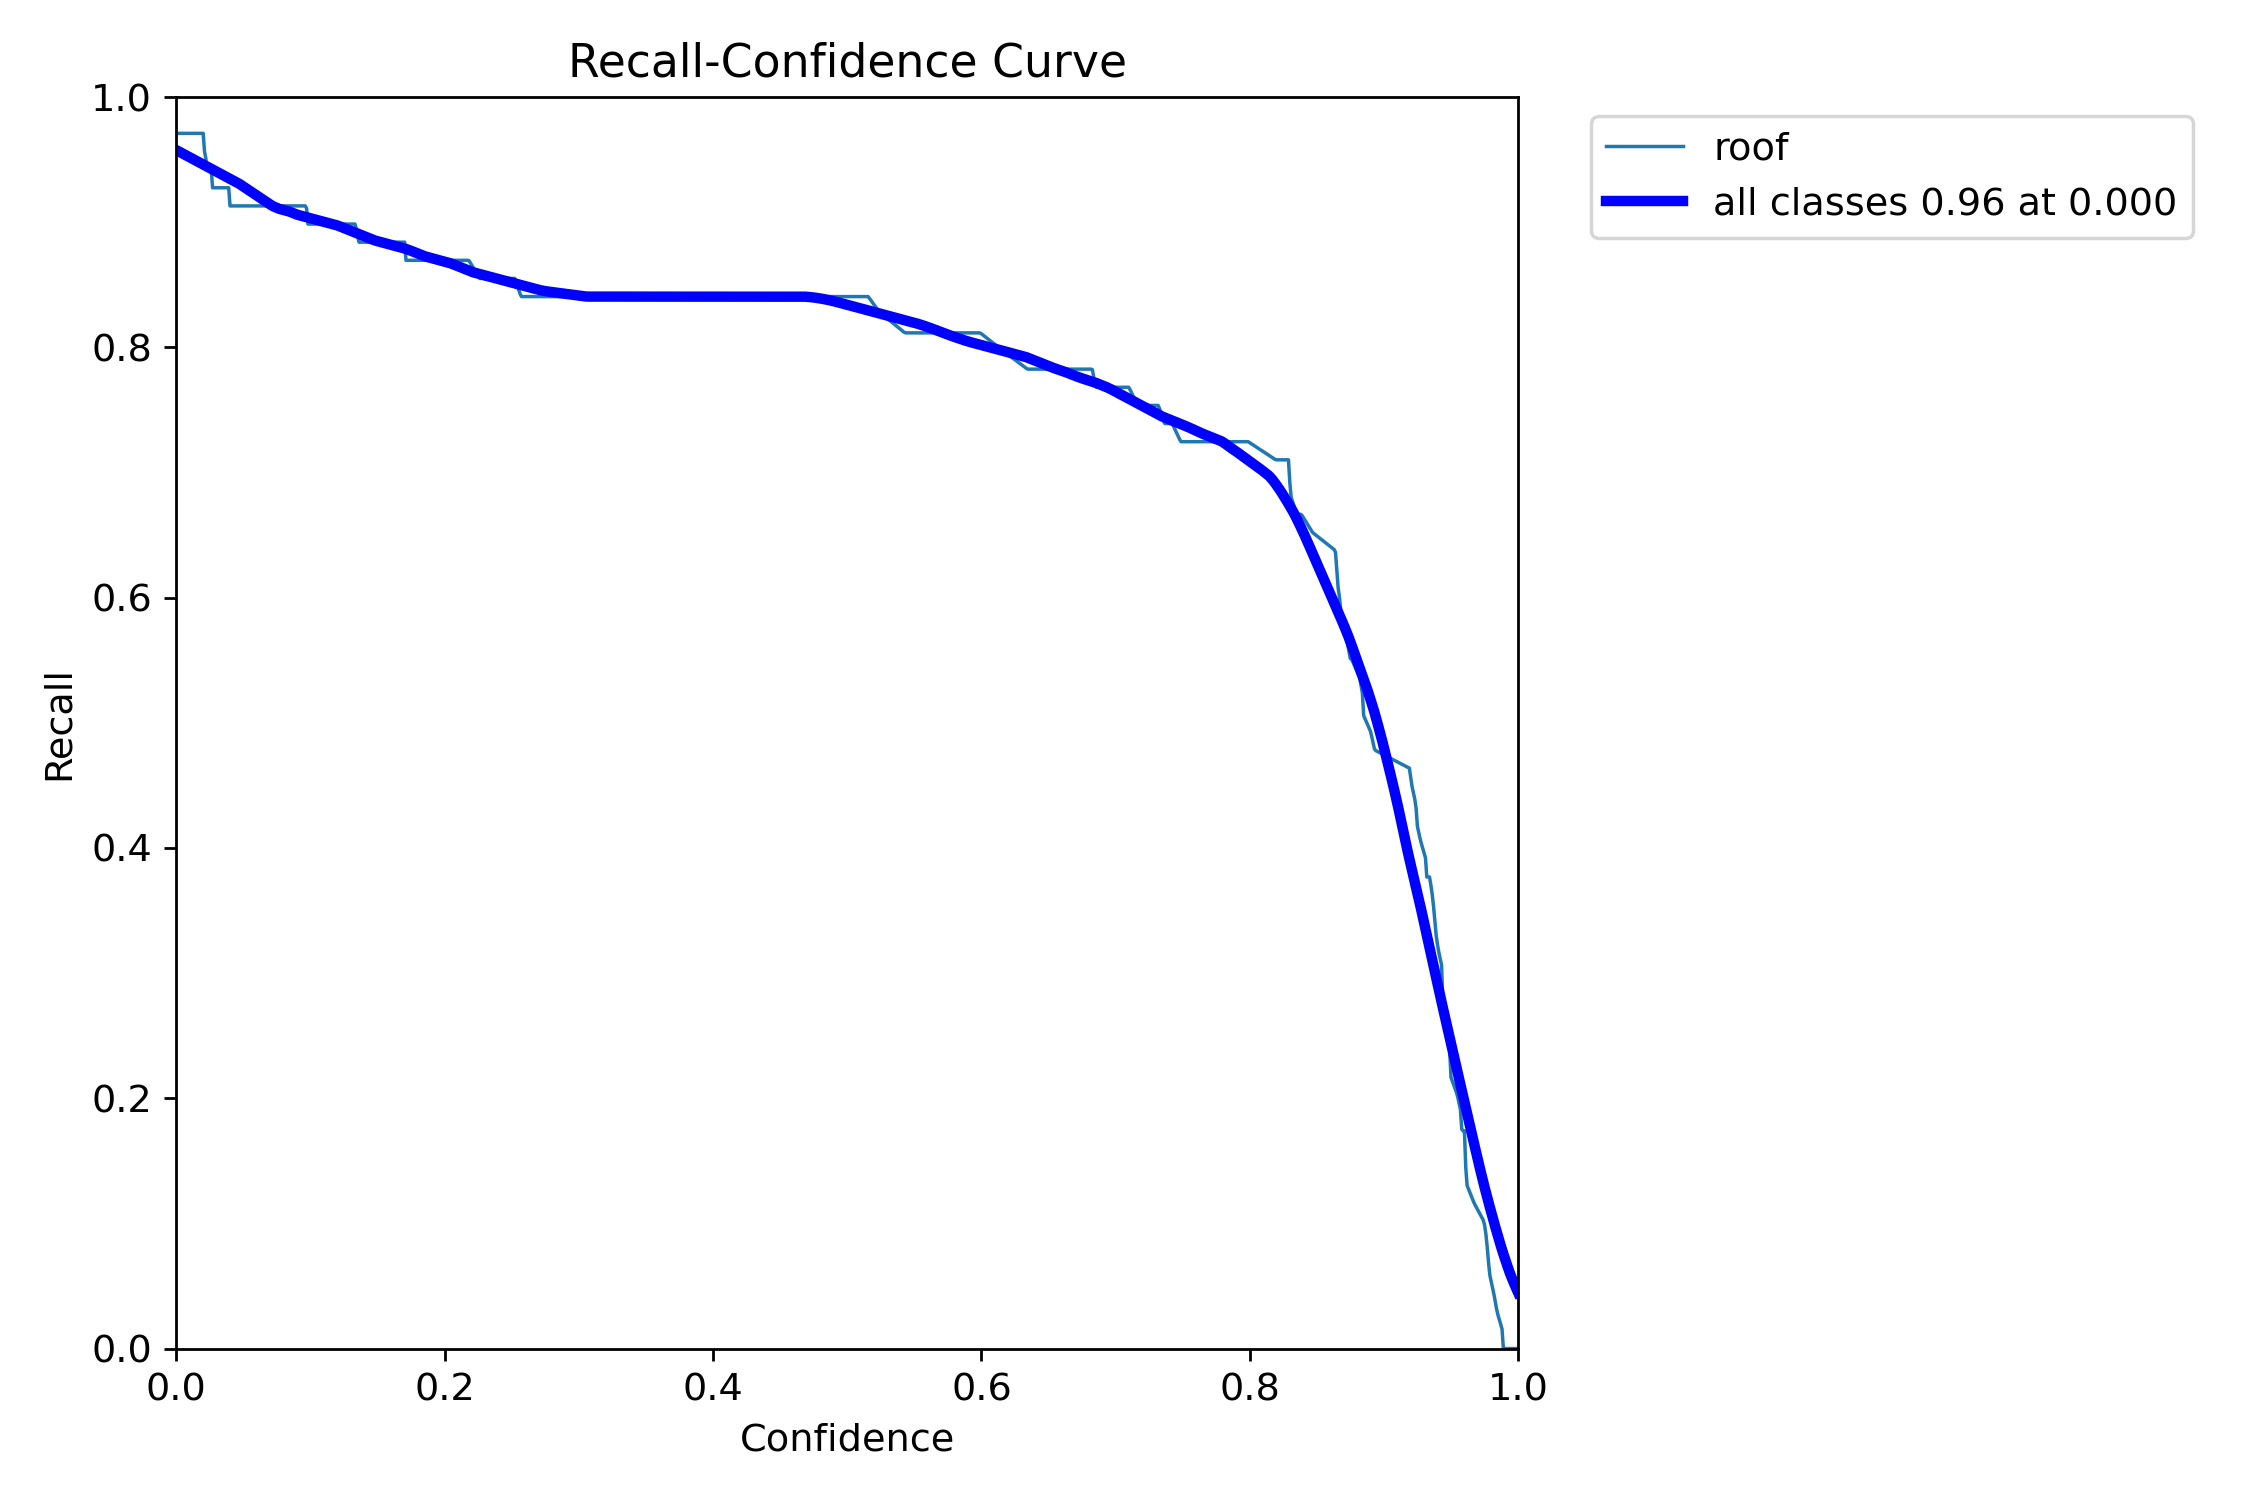 Recall-Confidence Curve
1.0
0.8
0.6
0.4
0.2
0.0
Recall
0.0 0.2 0.4 0.6 0.8 1.0
Confidence
roof
all classes 0.96 at 0.000